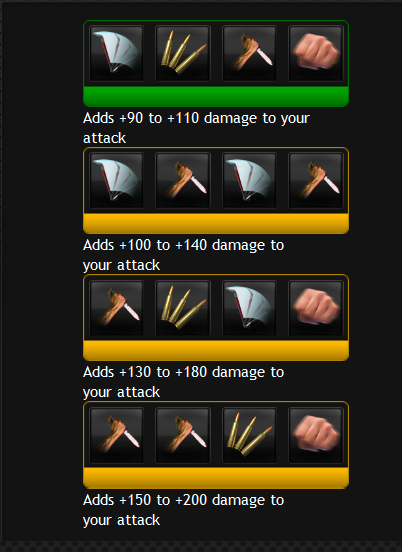 Adds +90 to +110 damage to your
attack
Adds +100 to +140 damage to
your attack
Adds +130 to +180 damage to
your attack
Adds +150 to +200 damage to
your attack